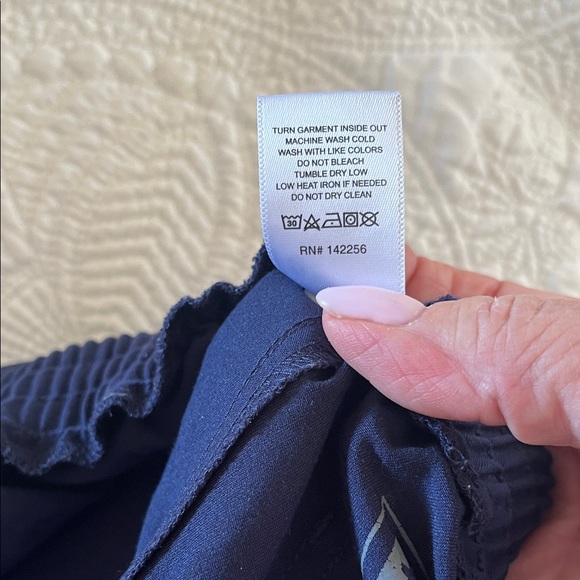 TURN GARMENT INSIDE OUT
MACHINE WASH COLD
WASH WITH LIKE COLORS
DO NOT BLEACH
TUMBLE DRY LOW
LOW HEAT IRON IF NEEDED
DO NOT DRY CLEAN
30
RN# 142256